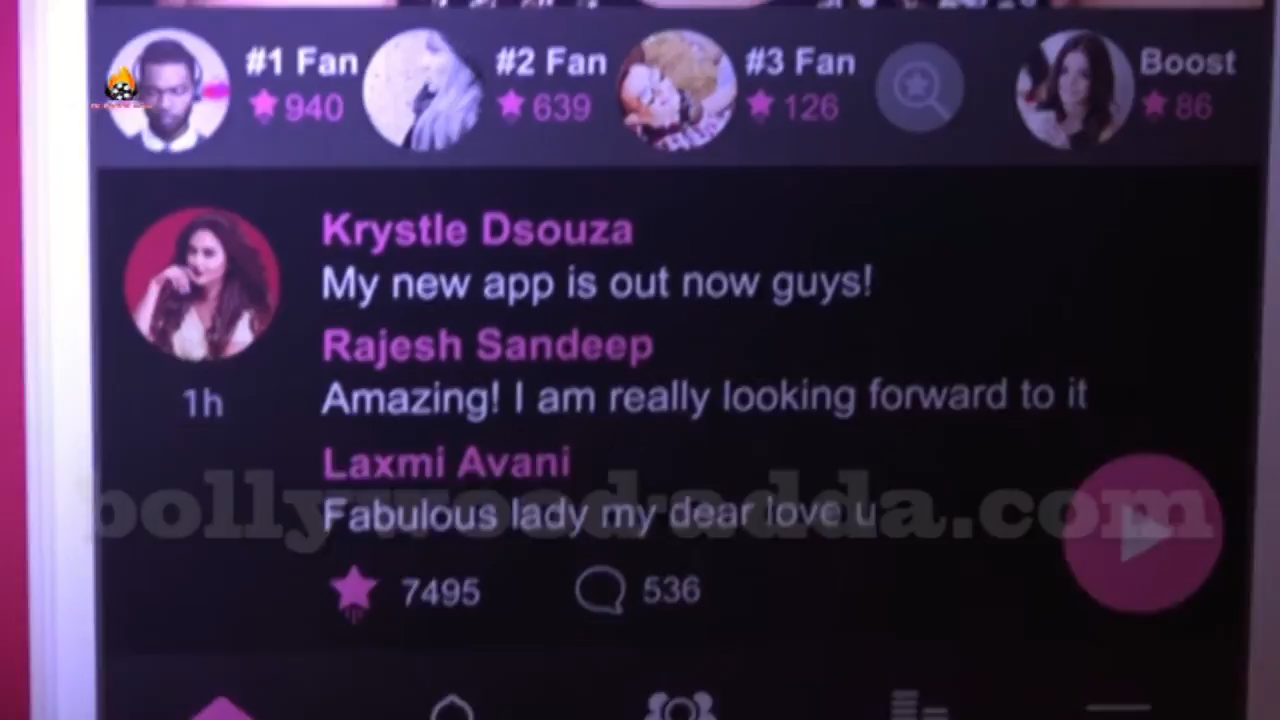 #1 Fan
940
#2 Fan
639
#3 Fan
126
Boost
86
Krystle Dsouza
My new app is out now guys!
Rajesh Sandeep
1h
Amazing! I am really looking forward to it
Laxmi Avani
Fabulous lady my dear love u
bollywoodadda.com
7495
536